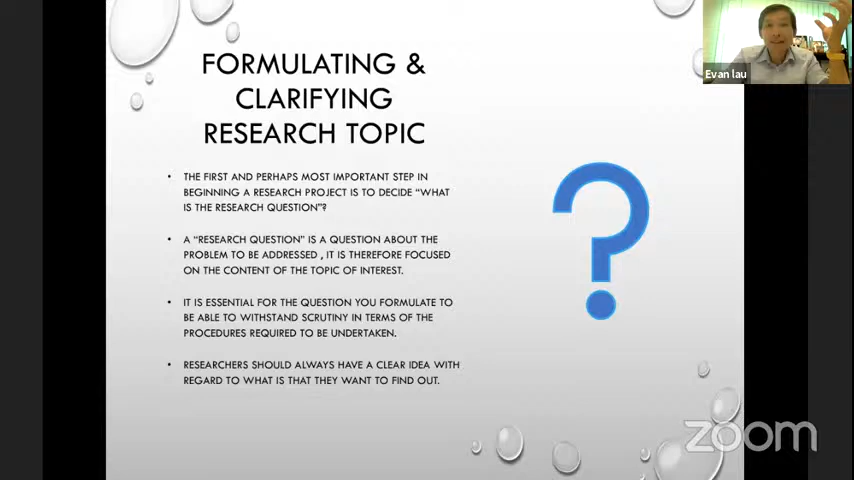 Evan lau
FORMULATING &
CLARIFYING
RESEARCH TOPIC
• THE FIRST AND PERHAPS MOST IMPORTANT STEP IN
BEGINNING A RESEARCH PROJECT IS TO DECIDE “WHAT
IS THE RESEARCH QUESTION”?
• A “RESEARCH QUESTION” IS A QUESTION ABOUT THE
PROBLEM TO BE ADDRESSED , IT IS THEREFORE FOCUSED
ON THE CONTENT OF THE TOPIC OF INTEREST.
• IT IS ESSENTIAL FOR THE QUESTION YOU FORMULATE TO
BE ABLE TO WITHSTAND SCRUTINY IN TERMS OF THE
PROCEDURES REQUIRED TO BE UNDERTAKEN.
• RESEARCHERS SHOULD ALWAYS HAVE A CLEAR IDEA WITH
REGARD TO WHAT IS THAT THEY WANT TO FIND OUT.
?
zoom